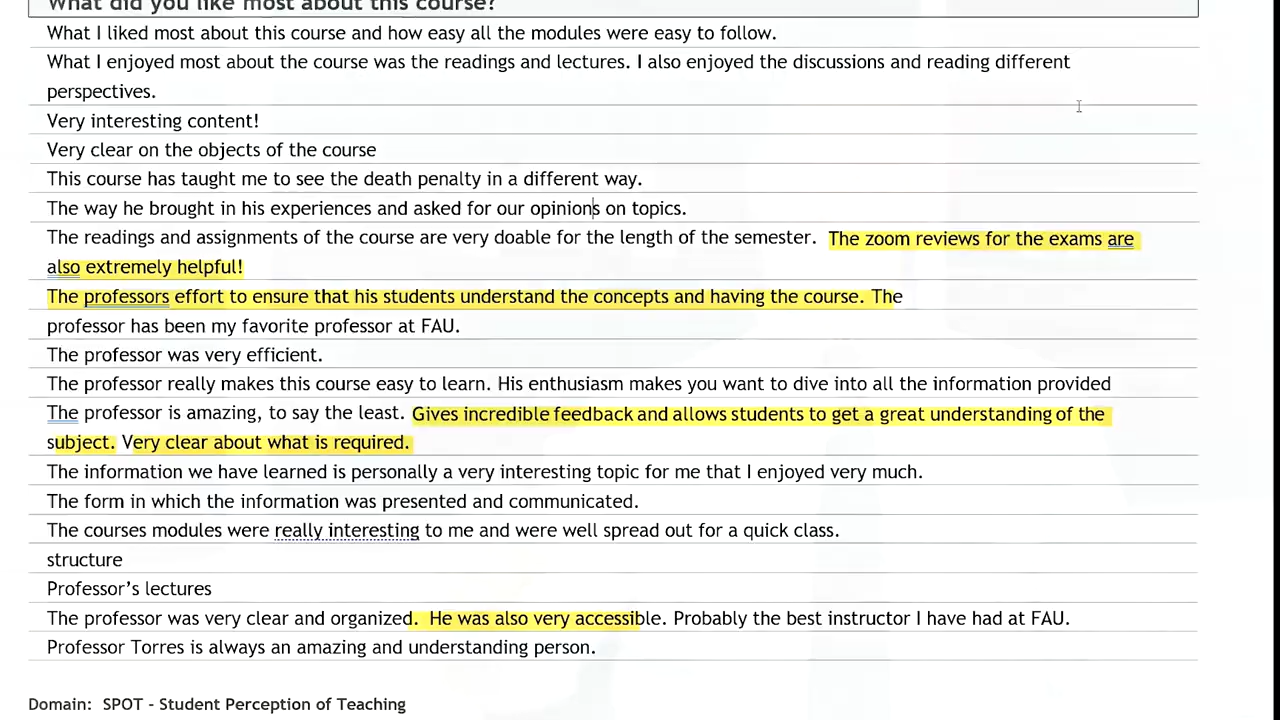 What did you like most about this course?
What I liked most about this course and how easy all the modules were easy to follow.
What I enjoyed most about the course was the readings and lectures. I also enjoyed the discussions and reading different
perspectives.
Very interesting content!
Very clear on the objects of the course
This course has taught me to see the death penalty in a different way.
The way he brought in his experiences and asked for our opinions on topics.
The readings and assignments of the course are very doable for the length of the semester. The zoom reviews for the exams are
also extremely helpful!
The professors effort to ensure that his students understand the concepts and having the course. The
professor has been my favorite professor at FAU.
The professor was very efficient.
The professor really makes this course easy to learn. His enthusiasm makes you want to dive into all the information provided
The professor is amazing, to say the least. Gives incredible feedback and allows students to get a great understanding of the
subject. Very clear about what is required.
The information we have learned is personally a very interesting topic for me that I enjoyed very much.
The form in which the information was presented and communicated.
The courses modules were really interesting to me and were well spread out for a quick class.
structure
Professor's lectures
The professor was very clear and organized. He was also very accessible. Probably the best instructor I have had at FAU.
Professor Torres is always an amazing and understanding person.
Domain: SPOT - Student Perception of Teaching